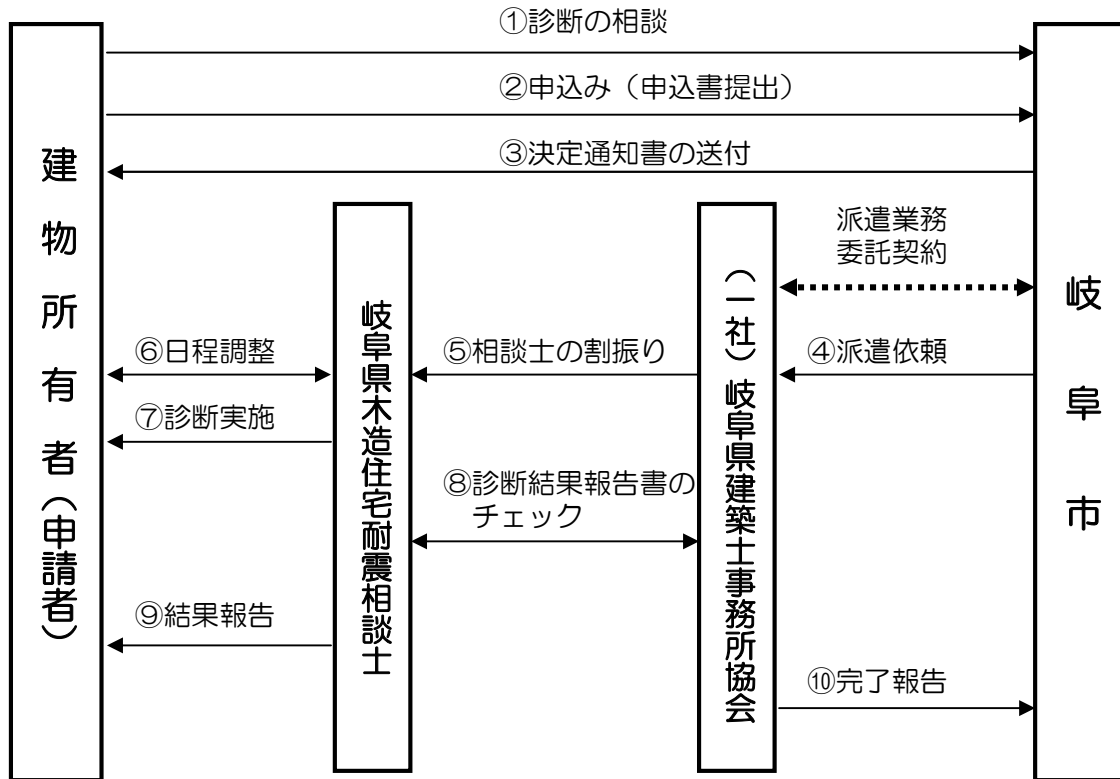 ①診断の相談
②申込み（申込書提出）
③決定通知書の送付
建物所有者（申請者）
岐阜県木造住宅耐震相談士
（一社）岐阜県建築士事務所協会
岐阜市
派遣業務
委託契約
④派遣依頼
⑤相談士の割振り
⑥日程調整
⑦診断実施
⑧診断結果報告書の
チェック
⑨結果報告
⑩完了報告